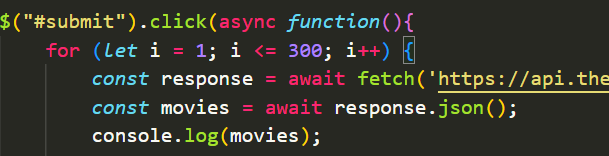 $("#submit").click(async function(){
for (let i = 1; i <= 300; i++) {
const response = await fetch('https://api.the
const movies = await response.json();
console.log(movies);